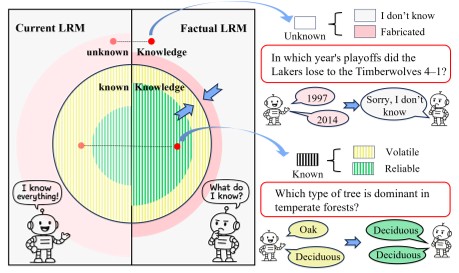 Current LRM
Factual LRM
unknown
Knowledge
known
Knowledge
I know
everything!
What do
I know?
Unknown
I don't know
Fabricated
In which year's playoffs did the
Lakers lose to the Timberwolves 4–1?
1997
2014
Sorry, I don't
know
Known
Volatile
Reliable
Which type of tree is dominant in
temperate forests?
Oak
Deciduous
Deciduous
Deciduous